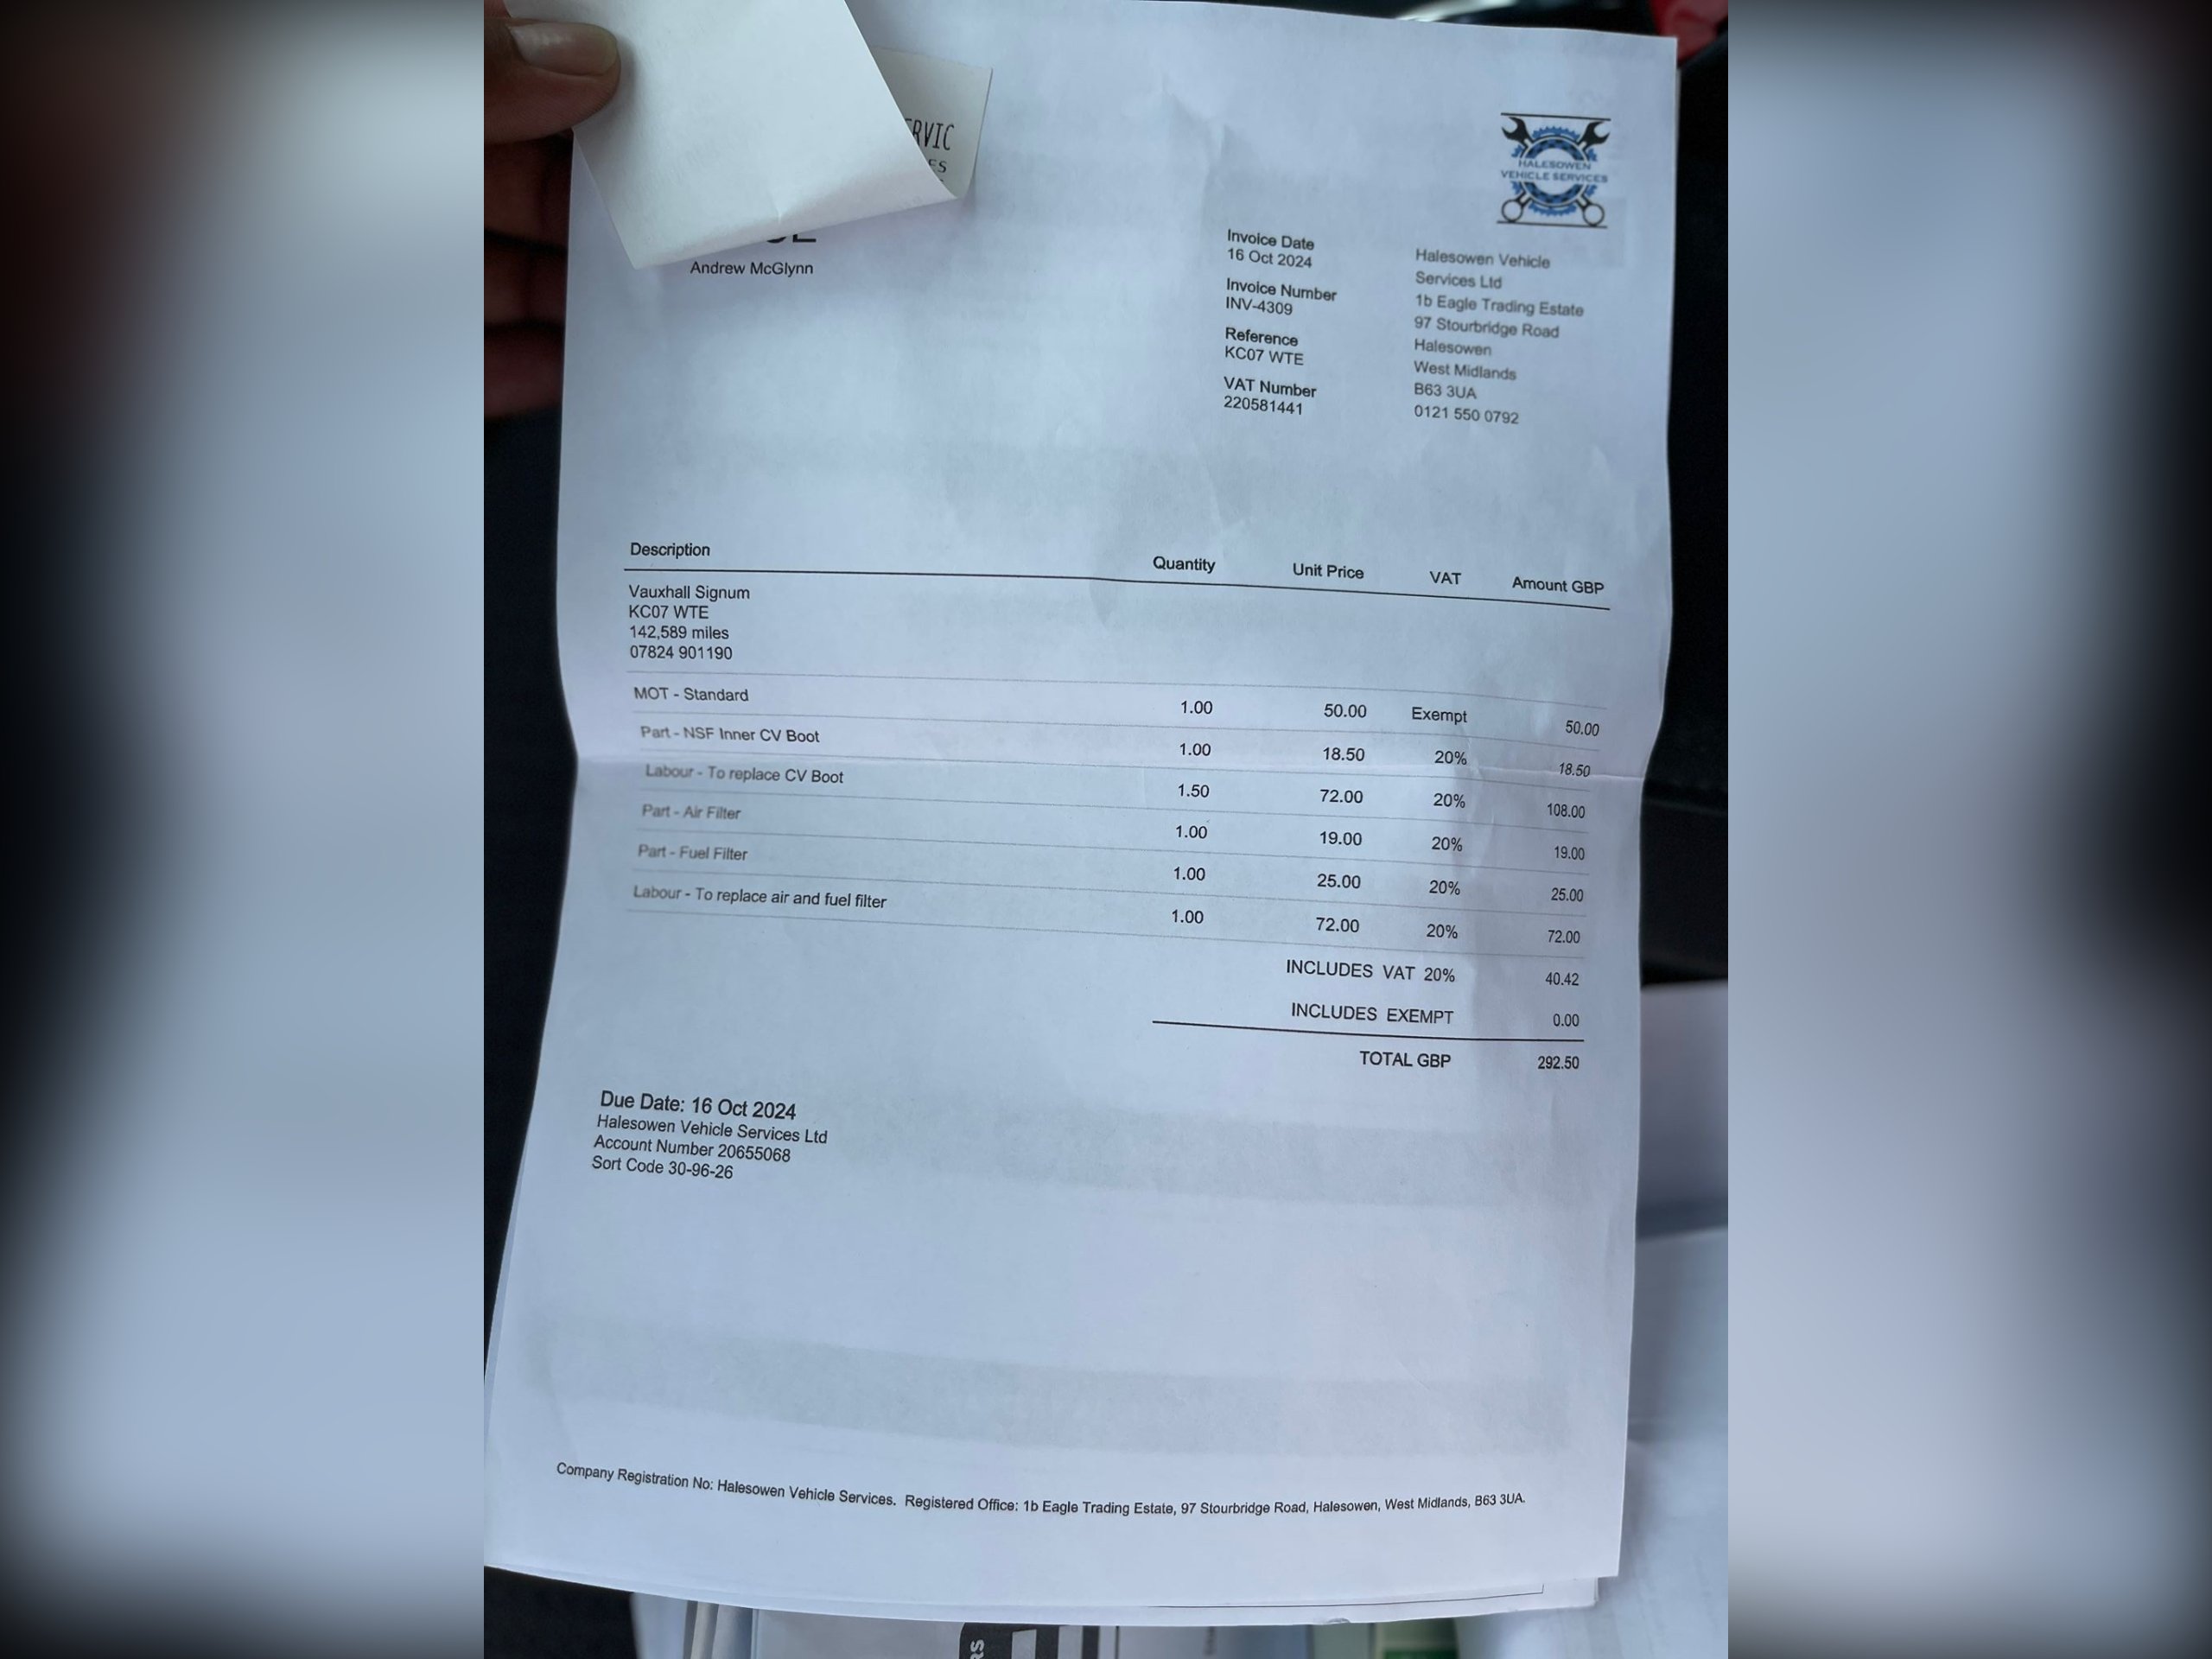 RVIC
ES
Andrew McGlynn
HALESOWEN
VEHICLE SERVICES
Invoice Date
16 Oct 2024
Invoice Number
INV-4309
Reference
KC07 WTE
VAT Number
220581441
Halesowen Vehicle
Services Ltd
1b Eagle Trading Estate
97 Stourbridge Road
Halesowen
West Midlands
B63 3UA
0121 550 0792
Description Quantity Unit Price VAT Amount GBP
Vauxhall Signum
KC07 WTE
142,589 miles
07824 901190
MOT - Standard 1.00 50.00 Exempt 50.00
Part - NSF Inner CV Boot 1.00 18.50 20% 18.50
Labour - To replace CV Boot 1.50 72.00 20% 108.00
Part - Air Filter 1.00 19.00 20% 19.00
Part - Fuel Filter 1.00 25.00 20% 25.00
Labour - To replace air and fuel filter 1.00 72.00 20% 72.00
INCLUDES VAT 20% 40.42
INCLUDES EXEMPT 0.00
TOTAL GBP 292.50
Due Date: 16 Oct 2024
Halesowen Vehicle Services Ltd
Account Number 20655068
Sort Code 30-96-26
Company Registration No: Halesowen Vehicle Services. Registered Office: 1b Eagle Trading Estate, 97 Stourbridge Road, Halesowen, West Midlands, B63 3UA.